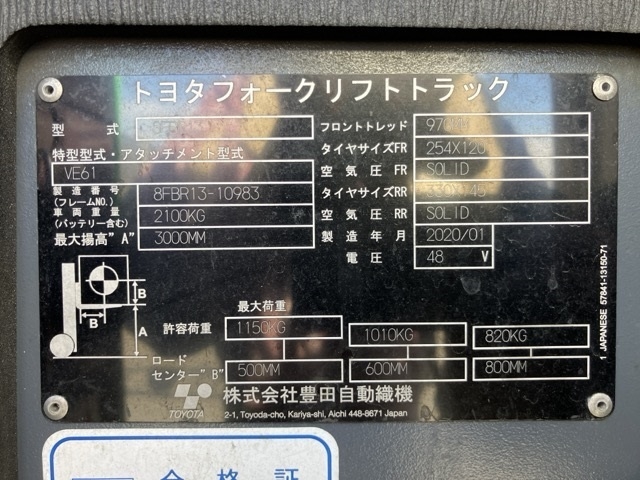 トヨタフォークリフトトラック
型 式
フロントトレッド
特型型式・アタッチメント型式
タイヤサイズFR 254X120
VE61
空気圧 FR SOLID
製造番号 (フレームNO.) 8FBR13-10983
タイヤサイズRR
車両重量 (バッテリー含む) 2100KG
空気圧 RR SOLID
最大揚高"A" 3000MM
製造年月 2020/01
電圧 48 V
B
B
A
最大荷重
許容荷重 1150KG 1010KG 820KG
ロード
センター"B" 500MM 600MM 800MM
TOYOTA
株式会社豊田自動織機
2-1, Toyoda-cho, Kariya-shi, Aichi 448-8671 Japan
JAPANESE 57841-13150-71
合格証